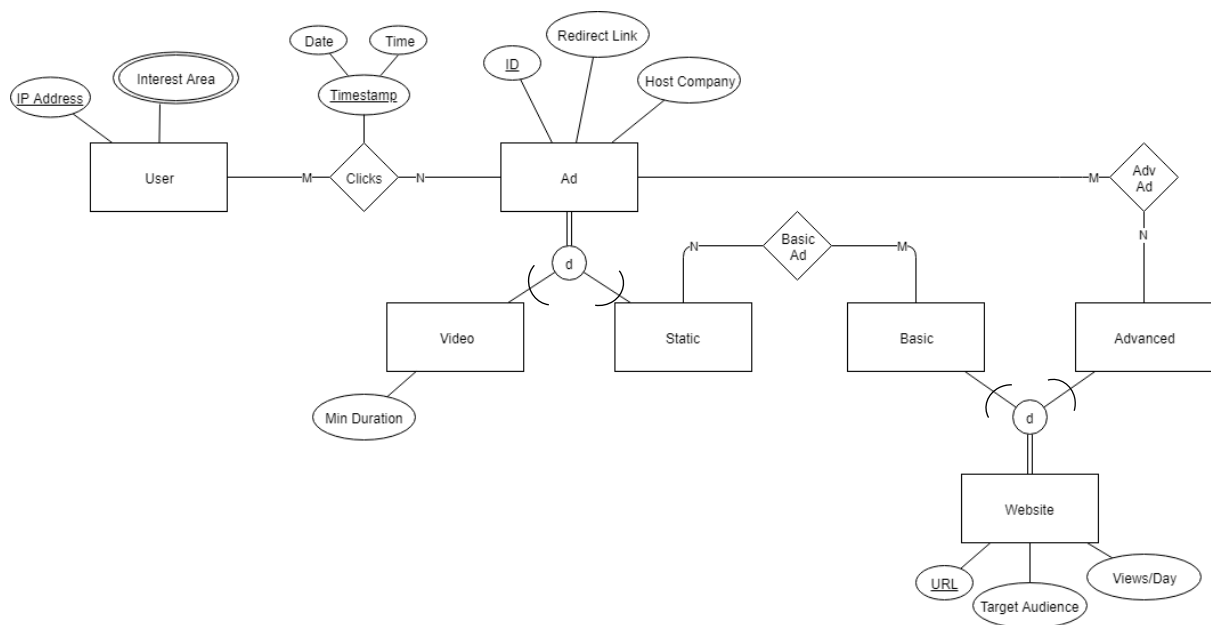 Redirect Link
Date
Time
ID
Interest Area
Host Company
IP Address
Timestamp
User
M
Clicks
N
Ad
M
Adv
Ad
N
Basic
Ad
N
M
d
Video
Static
Basic
Advanced
Min Duration
d
Website
URL
Target Audience
Views/Day